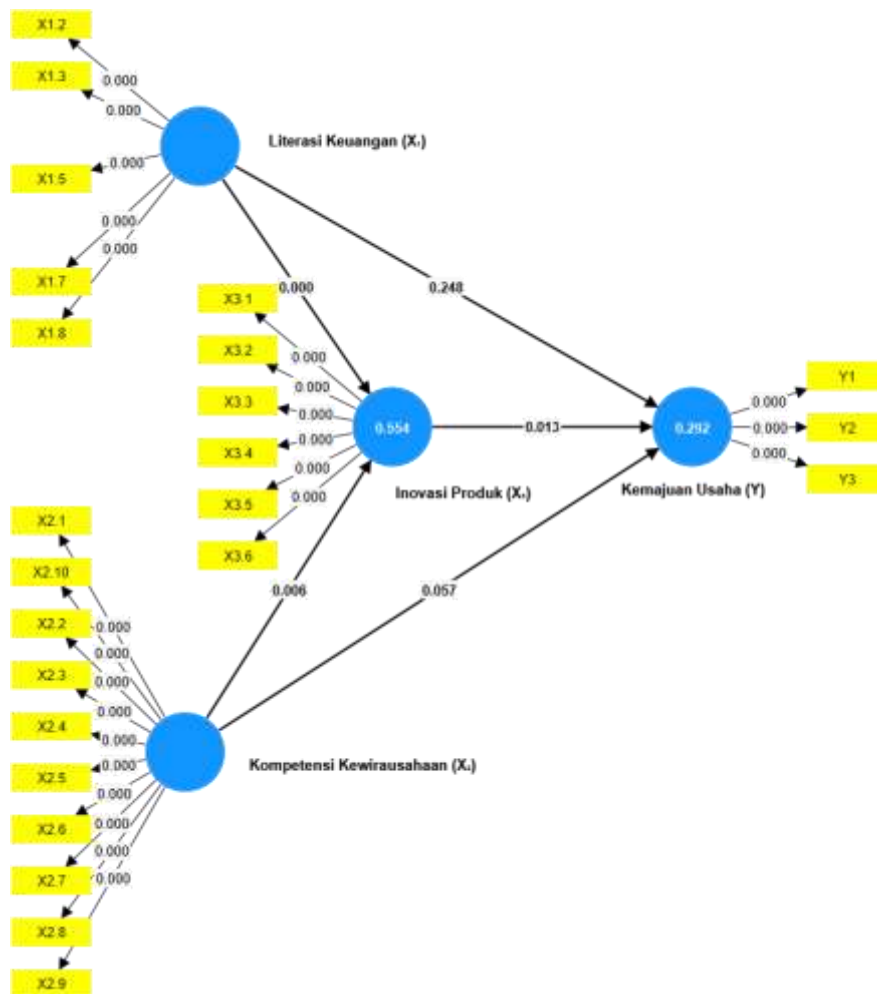 X1.2
X1.3
X1.5
X1.7
X1.8
0.000
0.000
0.000
0.000
0.000
Literasi Keuangan (X₁)
0.000
0.248
X3.1
X3.2
X3.3
X3.4
X3.5
X3.6
0.000
0.000
0.000
0.000
0.000
0.000
0.554
Inovasi Produk (X₃)
0.013
0.292
Kemajuan Usaha (Y)
0.000
0.000
0.000
Y1
Y2
Y3
0.006
0.057
X2.1
X2.10
X2.2
X2.3
X2.4
X2.5
X2.6
X2.7
X2.8
X2.9
0.000
0.000
0.000
0.000
0.000
0.000
0.000
0.000
0.000
0.000
Kompetensi Kewirausahaan (X₂)